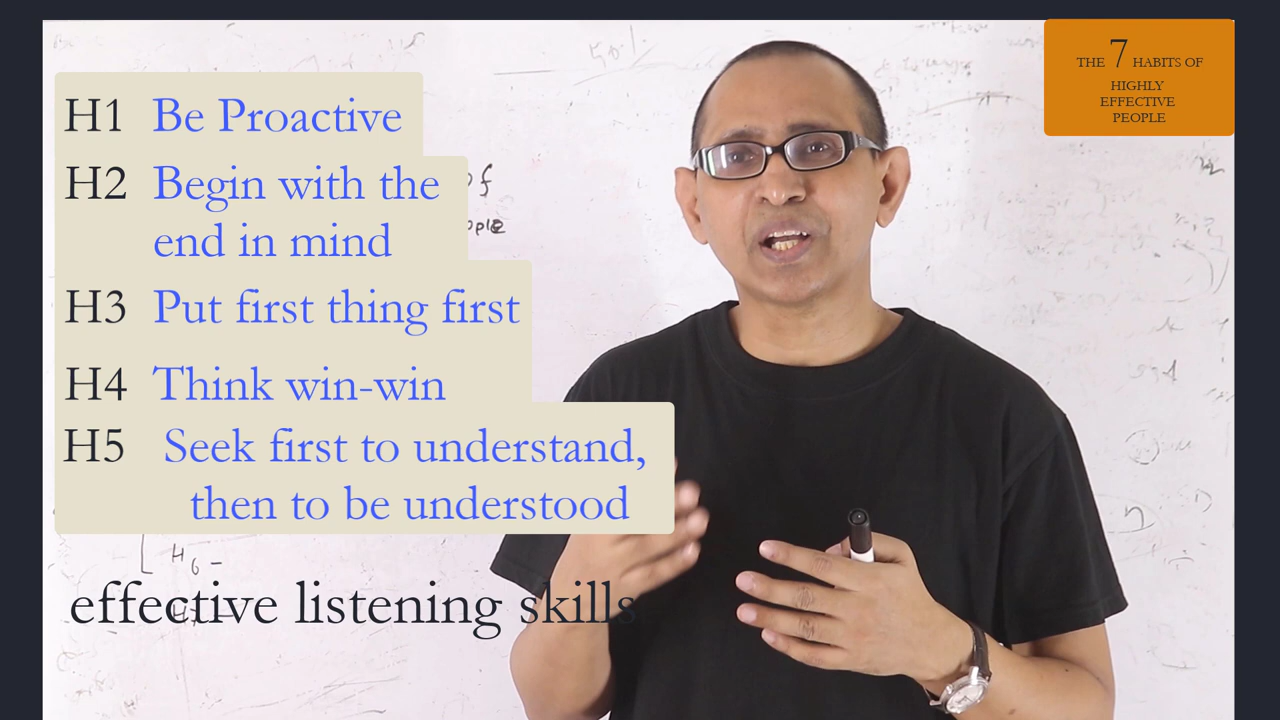 H1 Be Proactive
H2 Begin with the
end in mind
H3 Put first thing first
H4 Think win-win
H5 Seek first to understand,
then to be understood
effective listening skills
THE 7 HABITS OF
HIGHLY
EFFECTIVE
PEOPLE
of
H6 -